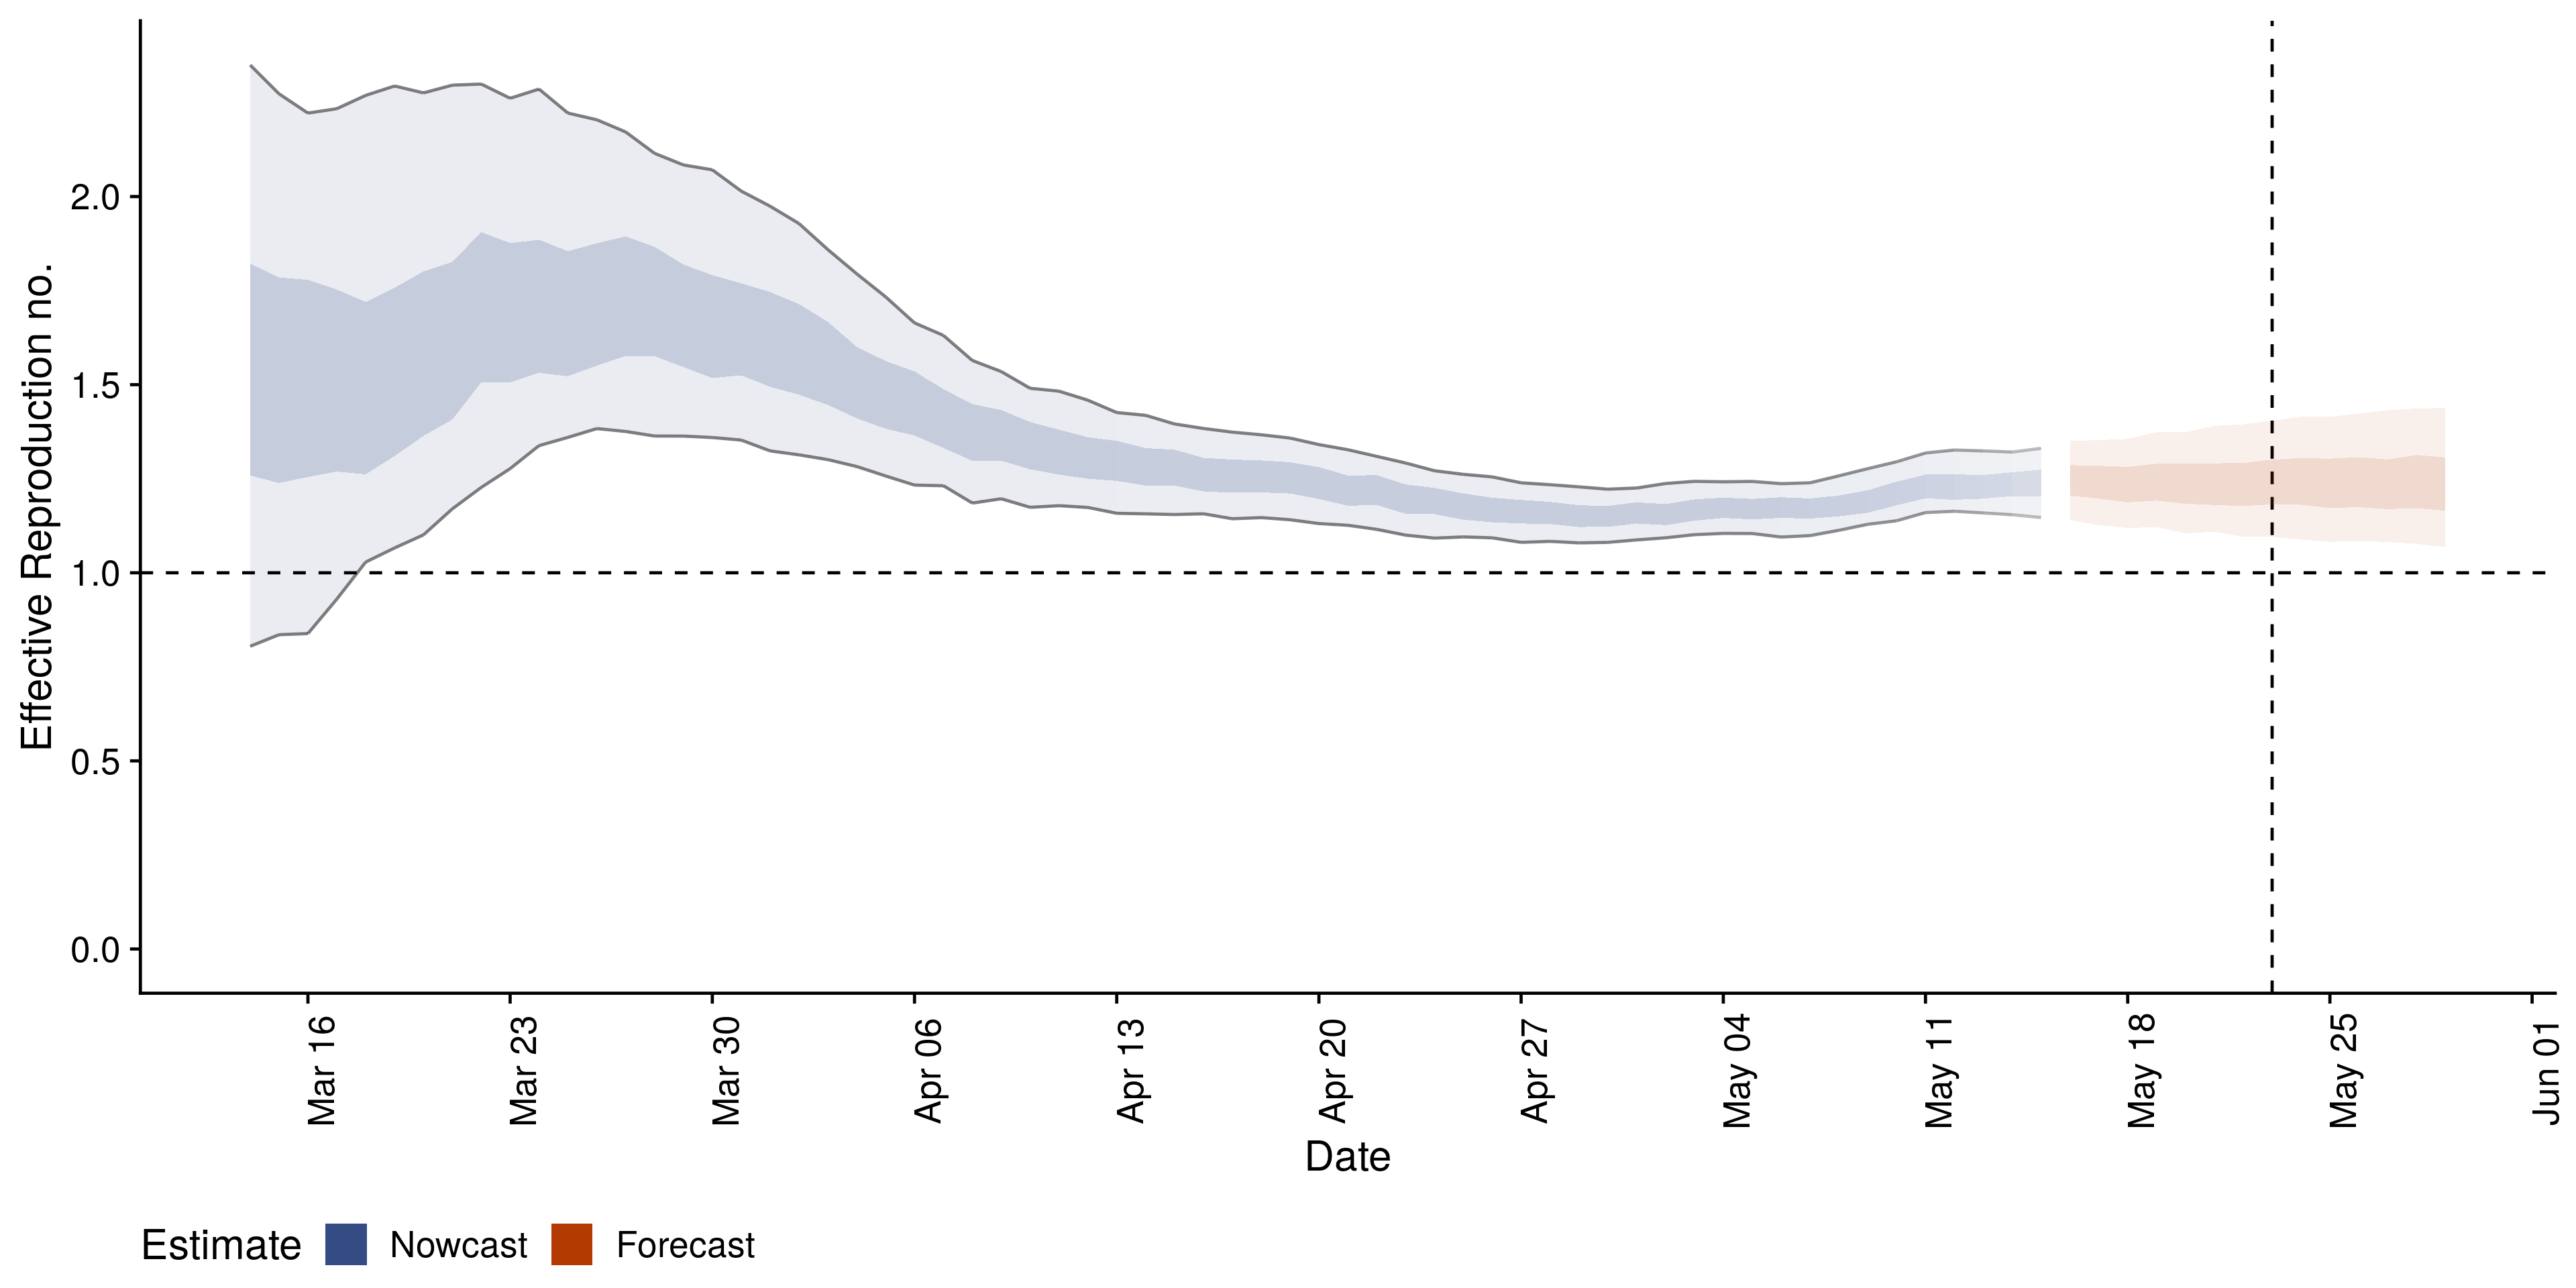 Effective Reproduction no.
2.0
1.5
1.0
0.5
0.0
Mar 16
Mar 23
Mar 30
Apr 06
Apr 13
Apr 20
Apr 27
May 04
May 11
May 18
May 25
Jun 01
Date
Estimate Nowcast Forecast